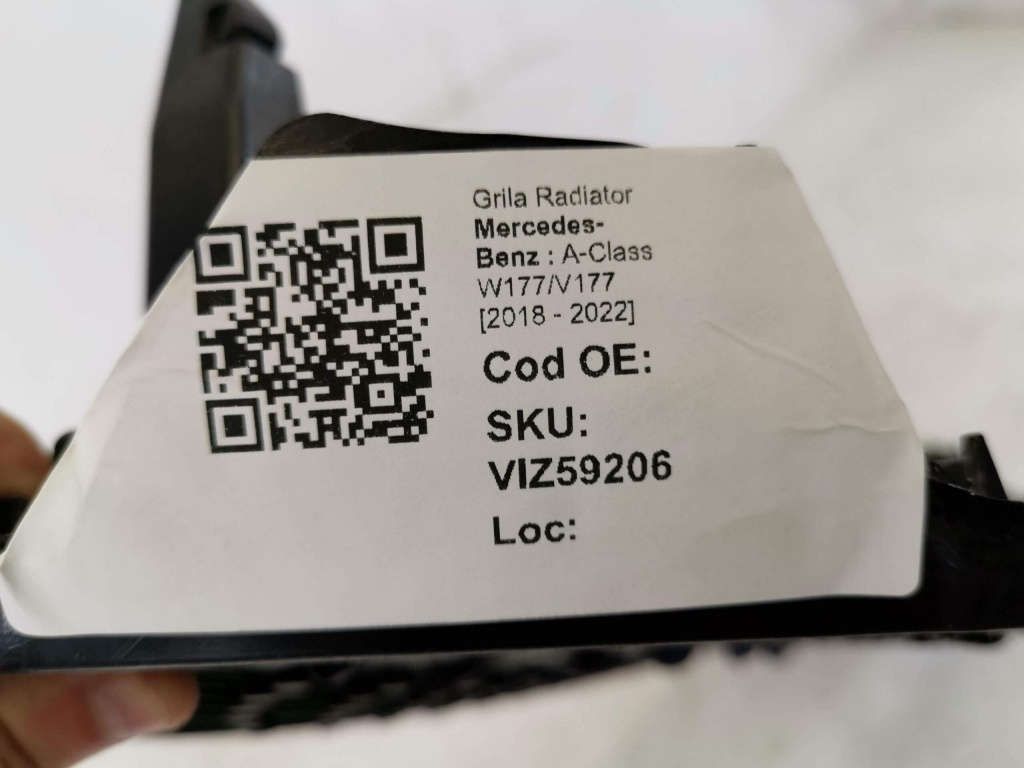 Grila Radiator
Mercedes-
Benz : A-Class
W177/V177
[2018 - 2022]
Cod OE:
SKU:
VIZ59206
Loc: